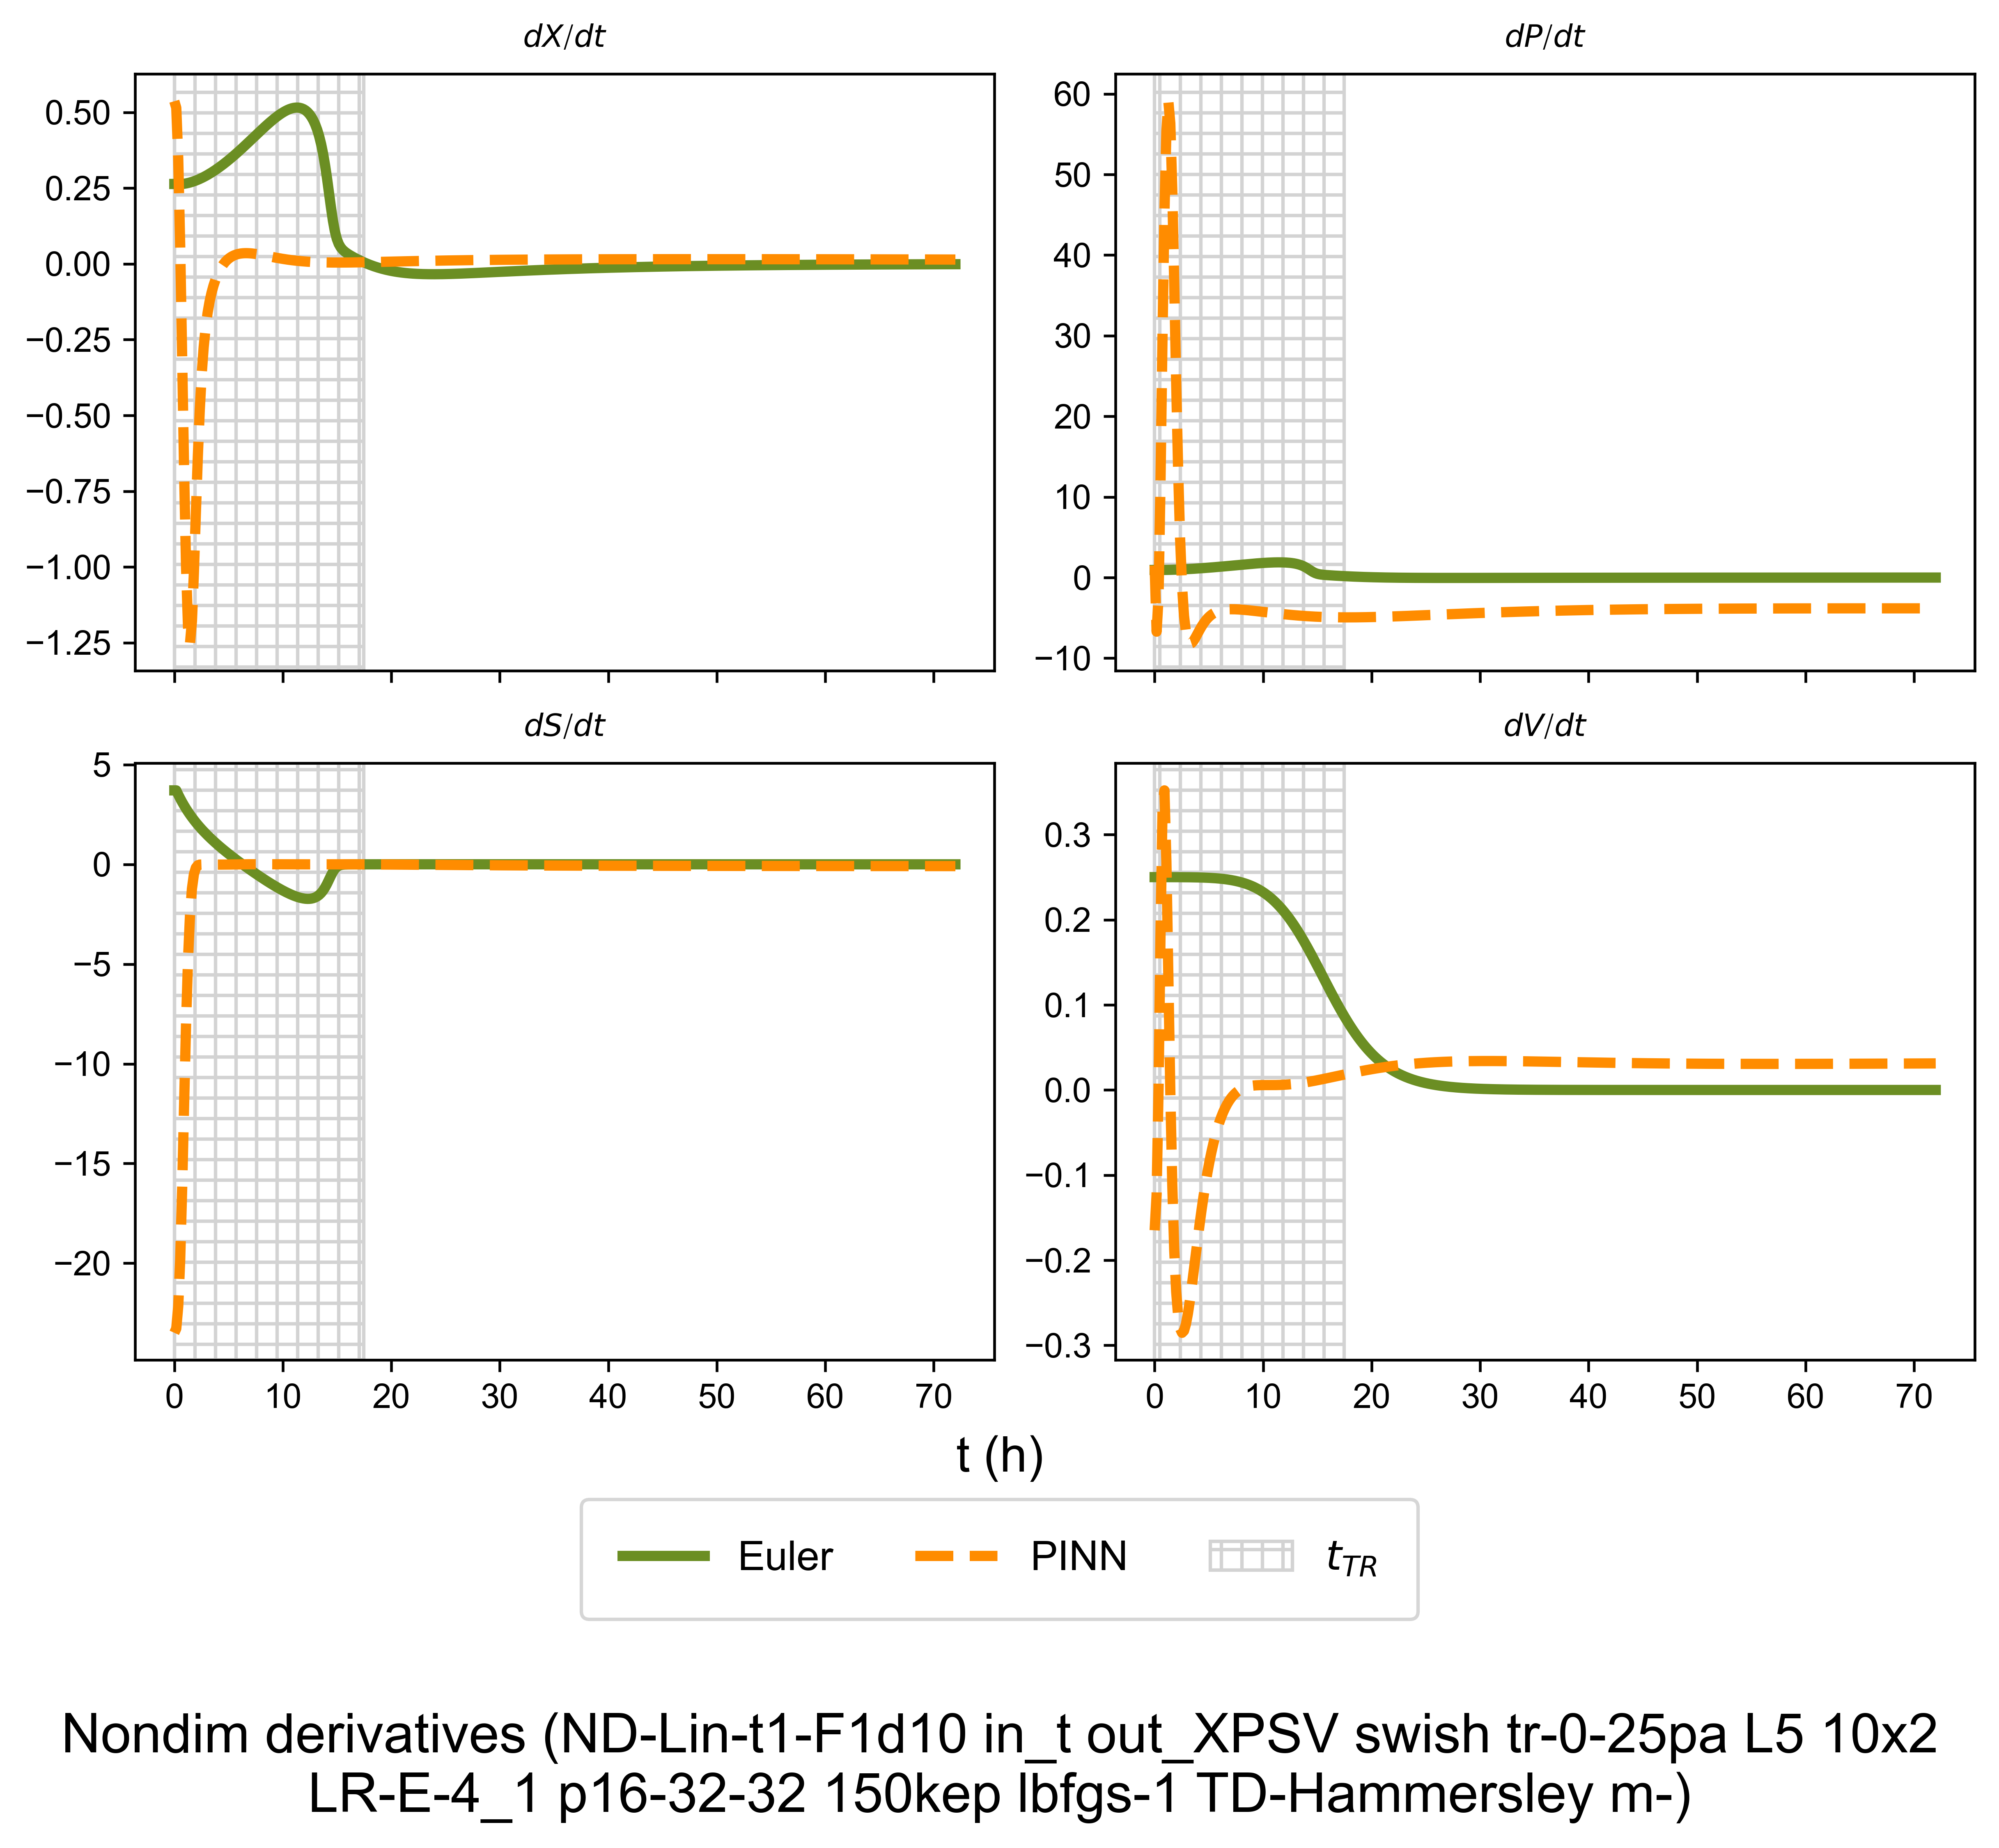 dX/dt
dP/dt
0.50
0.25
0.00
−0.25
−0.50
−0.75
−1.00
−1.25
60
50
40
30
20
10
0
−10
dS/dt
dV/dt
5
0
−5
−10
−15
−20
0.3
0.2
0.1
0.0
−0.1
−0.2
−0.3
0 10 20 30 40 50 60 70
0 10 20 30 40 50 60 70
t (h)
Euler PINN t_TR
Nondim derivatives (ND-Lin-t1-F1d10 in_t out_XPSV swish tr-0-25pa L5 10x2
LR-E-4_1 p16-32-32 150kep lbfgs-1 TD-Hammersley m-)